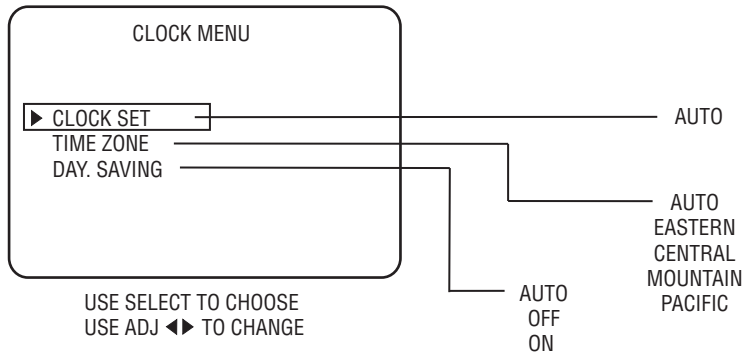 CLOCK MENU
▶ CLOCK SET
TIME ZONE
DAY. SAVING
AUTO
AUTO
EASTERN
CENTRAL
MOUNTAIN
PACIFIC
AUTO
OFF
ON
USE SELECT TO CHOOSE
USE ADJ ◀▶ TO CHANGE